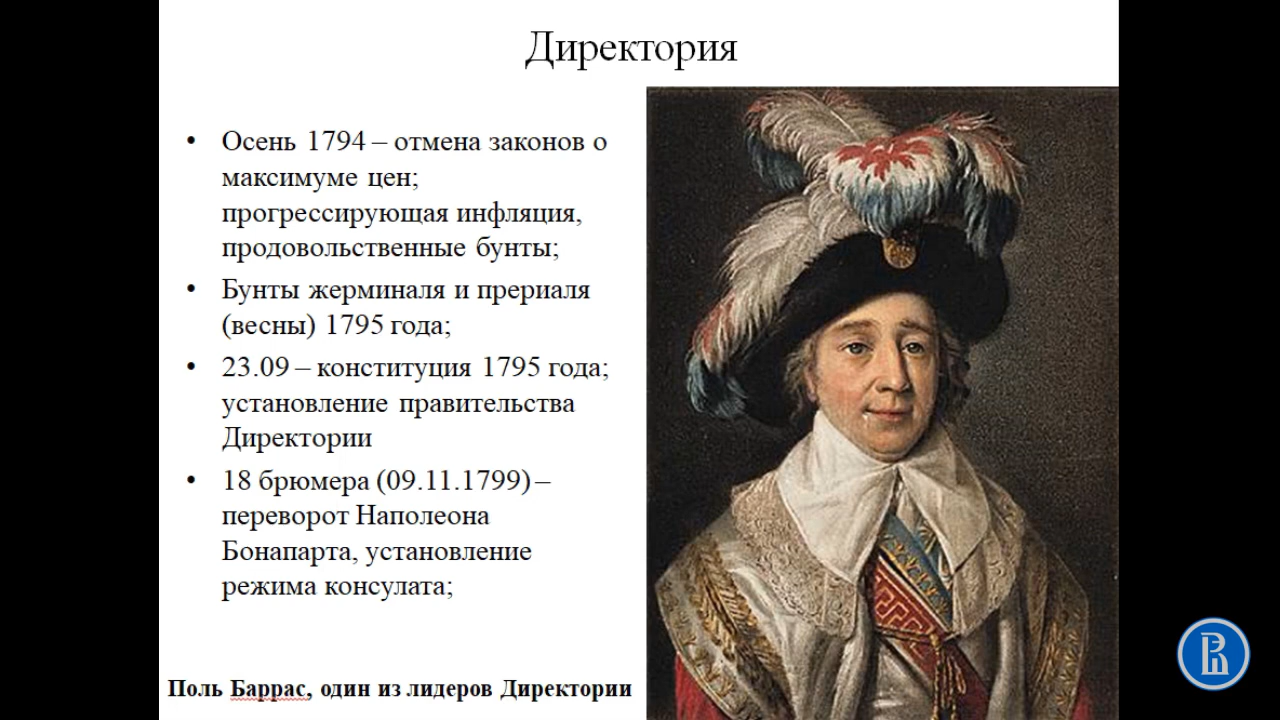 Директория
• Осень 1794 – отмена законов о
максимуме цен;
прогрессирующая инфляция,
продовольственные бунты;
• Бунты жерминаля и прериаля
(весны) 1795 года;
• 23.09 – конституция 1795 года;
установление правительства
Директории
• 18 брюмера (09.11.1799) –
переворот Наполеона
Бонапарта, установление
режима консулата;
Поль Баррас, один из лидеров Директории